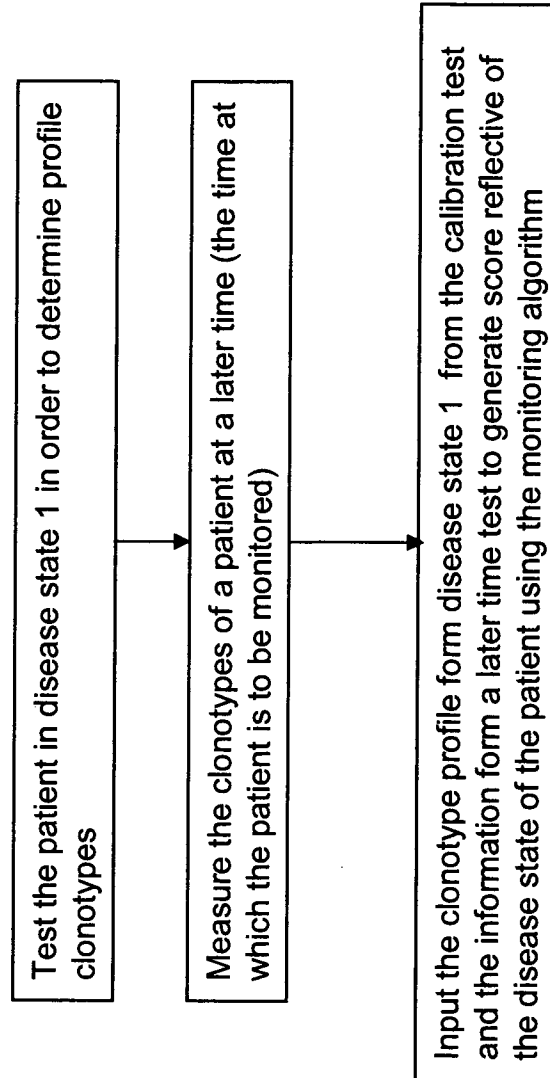 Test the patient in disease state 1 in order to determine profile
clonotypes
Measure the clonotypes of a patient at a later time (the time at
which the patient is to be monitored)
Input the clonotype profile form disease state 1 from the calibration test
and the information form a later time test to generate score reflective of
the disease state of the patient using the monitoring algorithm